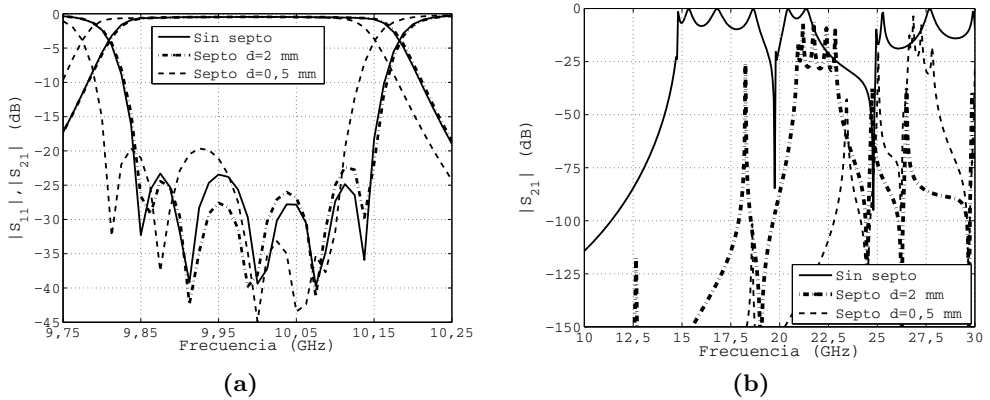 0
−5
−10
−15
−20
−25
−30
−35
−40
−45
|S11|,|S21| (dB)
Sin septo
Septo d=2 mm
Septo d=0,5 mm
9,75
9,85
9,95
10,05
10,15
10,25
Frecuencia (GHz)
(a)
0
−25
−50
−75
−100
−125
−150
|S21| (dB)
Sin septo
Septo d=2 mm
Septo d=0,5 mm
10
12,5
15
17,5
20
22,5
25
27,5
30
Frecuencia (GHz)
(b)